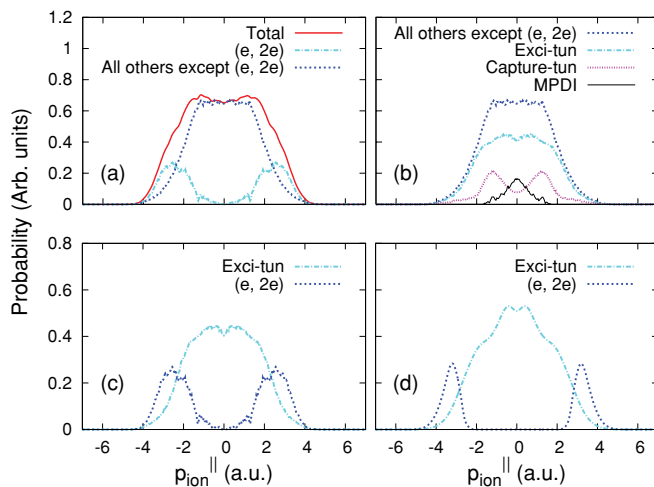 Probability (Arb. units)
1.2
1
0.8
0.6
0.4
0.2
0
Total
(e, 2e)
All others except (e, 2e)
(a)
All others except (e, 2e)
Exci-tun
Capture-tun
MPDI
(b)
0.8
0.6
0.4
0.2
0
Exci-tun
(e, 2e)
(c)
-6 -4 -2 0 2 4 6
p_ion^|| (a.u.)
Exci-tun
(e, 2e)
(d)
-6 -4 -2 0 2 4 6
p_ion^|| (a.u.)